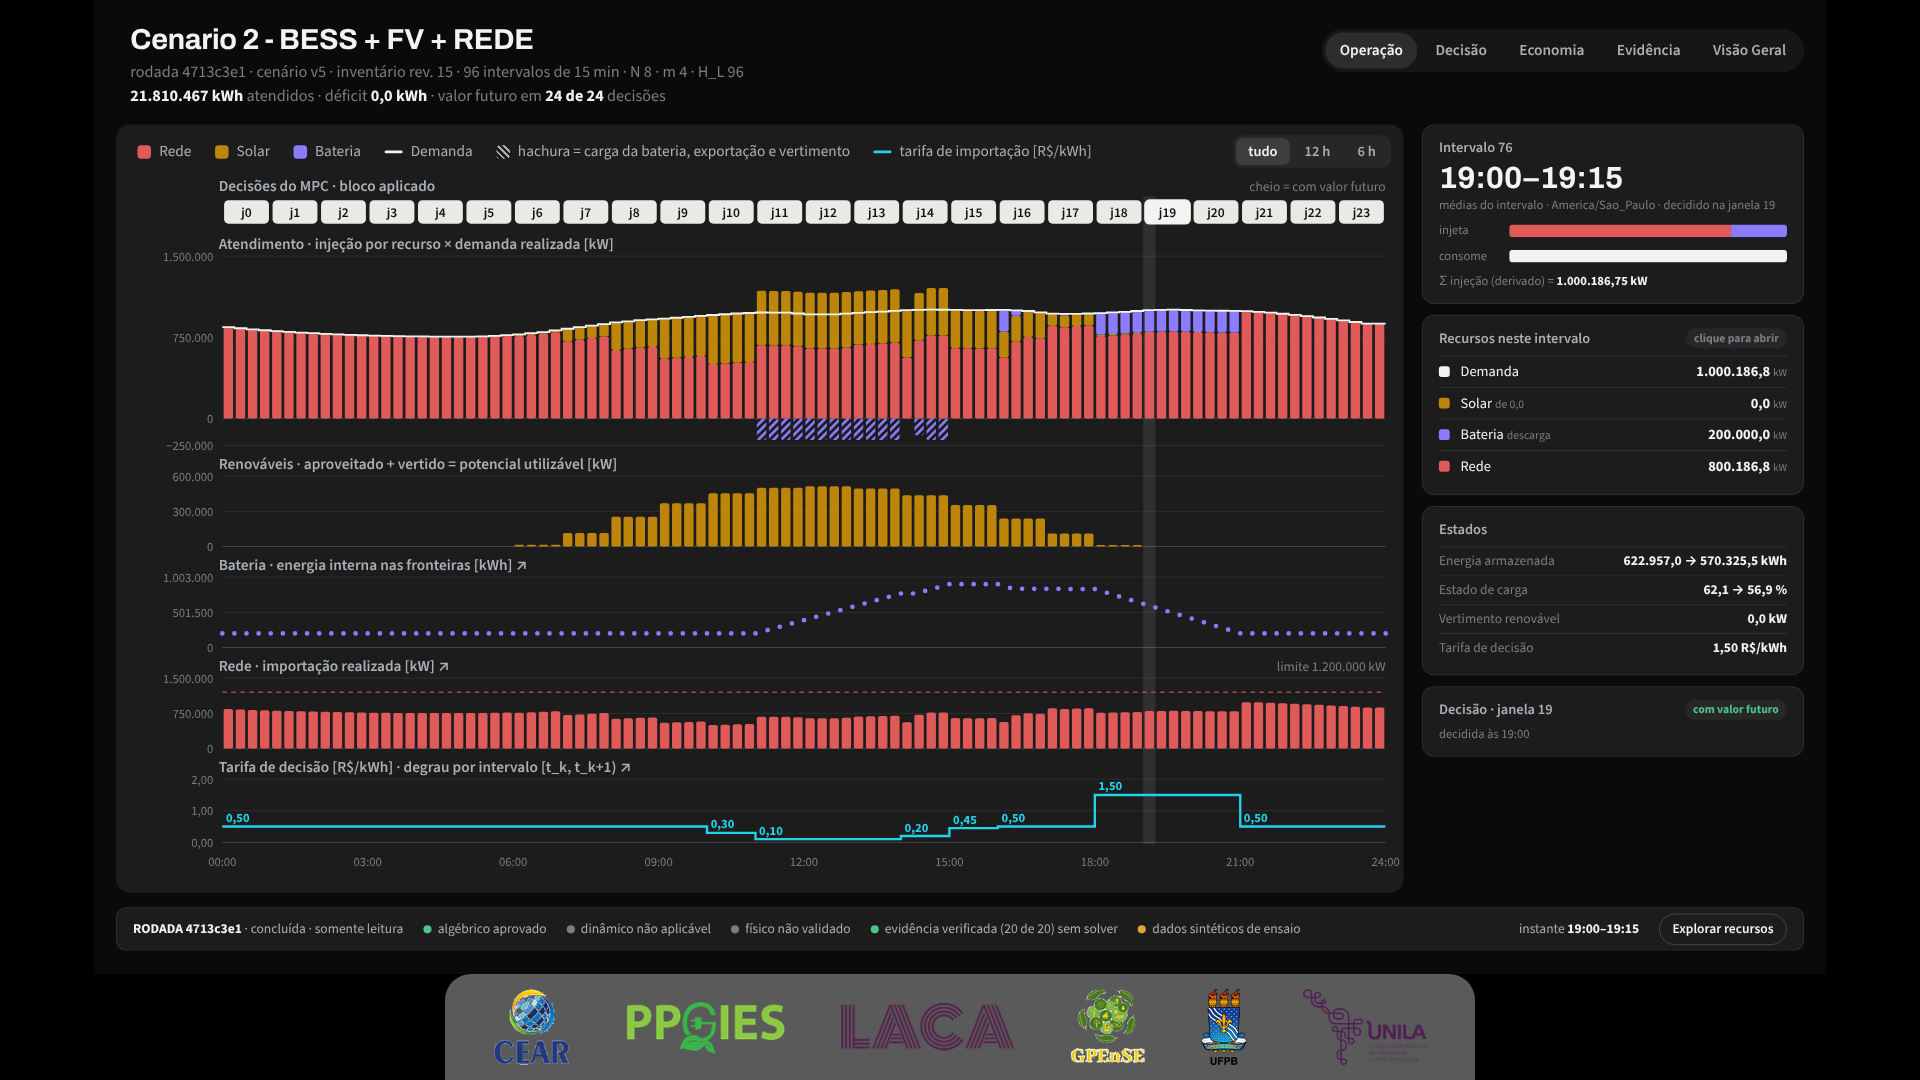 Cenario 2 - BESS + FV + REDE
rodada 4713c3e1 · cenário v5 · inventário rev. 15 · 96 intervalos de 15 min · N 8 · m 4 · H_L 96
21.810.467 kWh atendidos · déficit 0,0 kWh · valor futuro em 24 de 24 decisões
Operação Decisão Economia Evidência Visão Geral
Rede Solar Bateria Demanda hachura = carga da bateria, exportação e vertimento tarifa de importação [R$/kWh]
tudo 12 h 6 h
Decisões do MPC · bloco aplicado
cheio = com valor futuro
j0 j1 j2 j3 j4 j5 j6 j7 j8 j9 j10 j11 j12 j13 j14 j15 j16 j17 j18 j19 j20 j21 j22 j23
Atendimento · injeção por recurso × demanda realizada [kW]
1.500.000
750.000
0
−250.000
Renováveis · aproveitado + vertido = potencial utilizável [kW]
600.000
300.000
0
Bateria · energia interna nas fronteiras [kWh] ↗
1.003.000
501.500
0
Rede · importação realizada [kW] ↗
limite 1.200.000 kW
1.500.000
750.000
0
Tarifa de decisão [R$/kWh] · degrau por intervalo [t_k, t_k+1) ↗
2,00
1,00
0,00
0,50 0,30 0,10 0,20 0,45 0,50 1,50 0,50
00:00 03:00 06:00 09:00 12:00 15:00 18:00 21:00 24:00
Intervalo 76
19:00–19:15
médias do intervalo · America/Sao_Paulo · decidido na janela 19
injeta
consome
Σ injeção (derivado) = 1.000.186,75 kW
Recursos neste intervalo clique para abrir
Demanda 1.000.186,8 kW
Solar de 0,0 0,0 kW
Bateria descarga 200.000,0 kW
Rede 800.186,8 kW
Estados
Energia armazenada 622.957,0 → 570.325,5 kWh
Estado de carga 62,1 → 56,9 %
Vertimento renovável 0,0 kW
Tarifa de decisão 1,50 R$/kWh
Decisão · janela 19 com valor futuro
decidida às 19:00
RODADA 4713c3e1 · concluída · somente leitura algébrico aprovado dinâmico não aplicável físico não validado evidência verificada (20 de 20) sem solver dados sintéticos de ensaio
instante 19:00–19:15 Explorar recursos
CEAR
PPGIES
LACA
GPEnSE
UFPB
UNILA